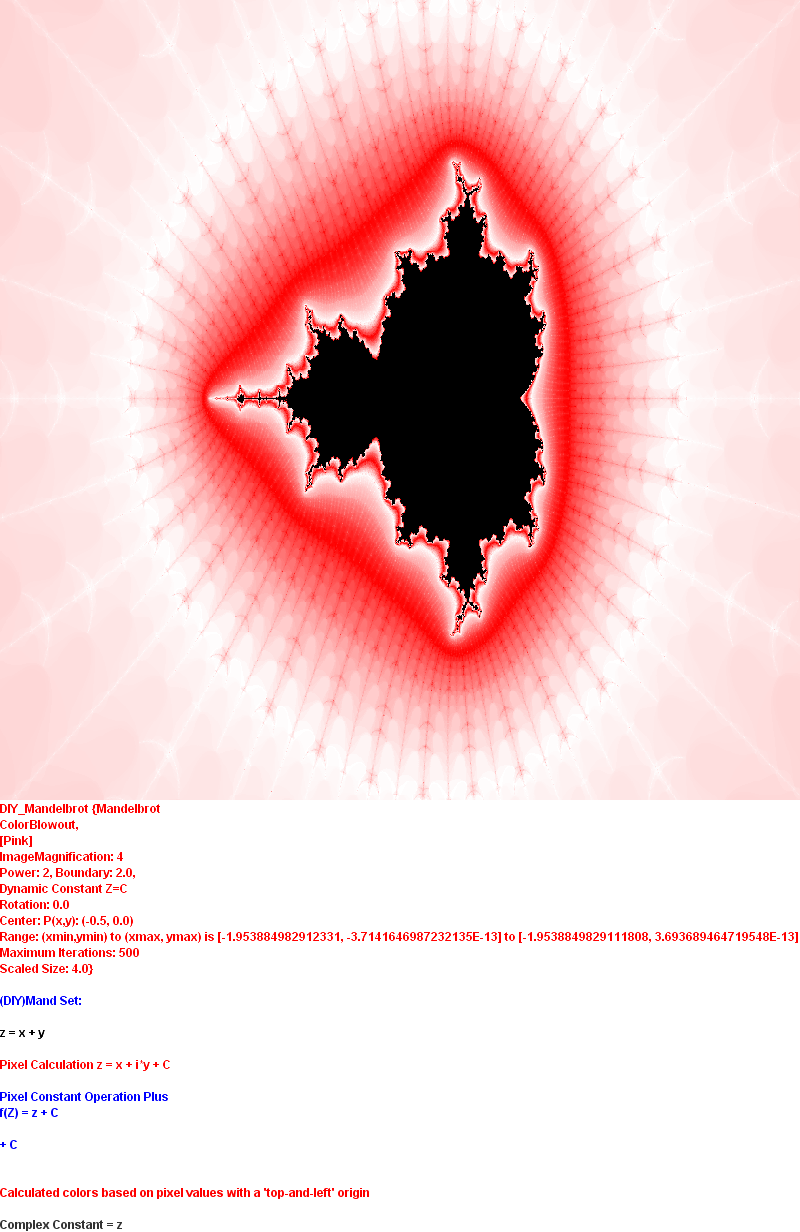 DIY_Mandelbrot {Mandelbrot
ColorBlowout,
[Pink]
ImageMagnification: 4
Power: 2, Boundary: 2.0,
Dynamic Constant Z=C
Rotation: 0.0
Center: P(x,y): (-0.5, 0.0)
Range: (xmin,ymin) to (xmax, ymax) is [-1.953884982912331, -3.7141646987232135E-13] to [-1.9538849829111808, 3.693689464719548E-13]
Maximum Iterations: 500
Scaled Size: 4.0}
(DIY)Mand Set:
z = x + y
Pixel Calculation z = x + i*y + C
Pixel Constant Operation Plus
f(Z) = z + C
+ C
Calculated colors based on pixel values with a 'top-and-left' origin
Complex Constant = z